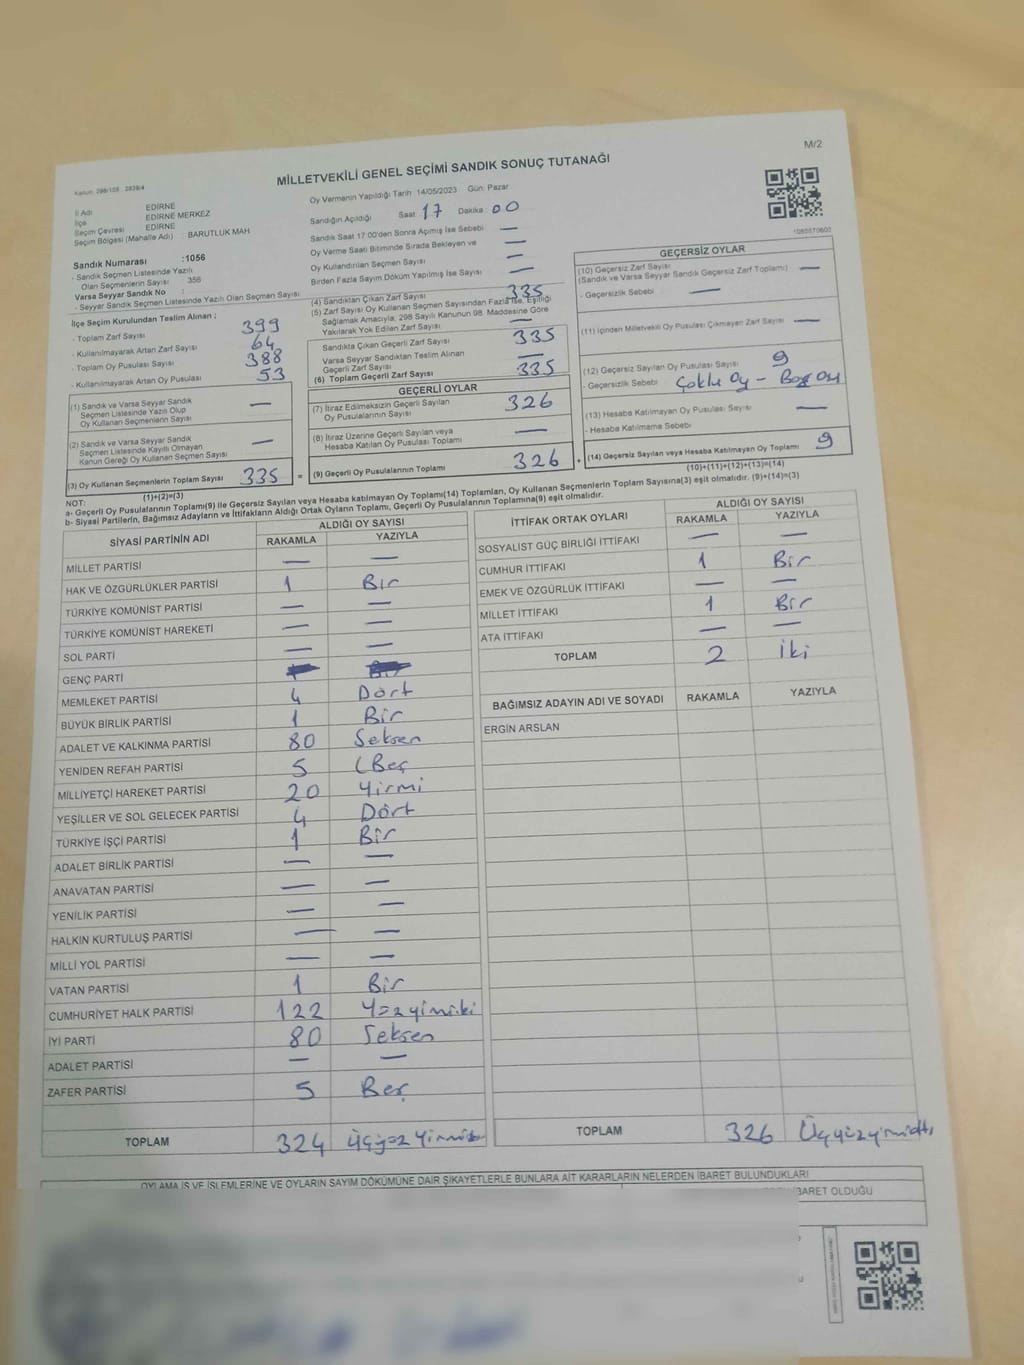 M/2
MİLLETVEKİLİ GENEL SEÇİMİ SANDIK SONUÇ TUTANAĞI
İl Adı EDİRNE
İlçe EDİRNE MERKEZ
Seçim Çevresi EDİRNE
Seçim Bölgesi (Mahalle Adı) BARUTLUK MAH
Sandık Numarası :1056
- Sandık Seçmen Listesinde Yazılı
Olan Seçmenlerin Sayısı 356
Varsa Seyyar Sandık No :
- Seyyar Sandık Seçmen Listesinde Yazılı Olan Seçmen Sayısı
Oy Vermenin Yapıldığı Tarih : 14/05/2023 Gün: Pazar
Sandığın Açıldığı Saat : 17 Dakika : 00
Sandık Saat 17:00'den Sonra Açılmış İse Sebebi —
Oy Verme Saati Bitiminde Sırada Bekleyen ve —
Oy Kullandırılan Seçmen Sayısı —
Birden Fazla Sayım Döküm Yapılmış İse Sayısı —
İlçe Seçim Kurulundan Teslim Alınan :
- Toplam Zarf Sayısı 399
- Kullanılmayarak Artan Zarf Sayısı 64
- Toplam Oy Pusulası Sayısı 388
- Kullanılmayarak Artan Oy Pusulası 53
(1) Sandık ve Varsa Seyyar Sandık
Seçmen Listesinde Yazılı Olup
Oy Kullanan Seçmenlerin Sayısı —
(2) Sandık ve Varsa Seyyar Sandık
Seçmen Listesinde Kayıtlı Olmayan
Kanun Gereği Oy Kullanan Seçmen Sayısı —
(3) Oy Kullanan Seçmenlerin Toplam Sayısı 335 =
(1)+(2)=(3)
(4) Sandıktan Çıkan Zarf Sayısı 335
(5) Zarf Sayısı Oy Kullanan Seçmen Sayısından Fazla İse, Eşitliği
Sağlamak Amacıyla, 298 Sayılı Kanunun 98. Maddesine Göre
Yakılarak Yok Edilen Zarf Sayısı
Sandıkta Çıkan Geçerli Zarf Sayısı 335
Varsa Seyyar Sandıktan Teslim Alınan
Geçerli Zarf Sayısı —
(6) Toplam Geçerli Zarf Sayısı 335
GEÇERLİ OYLAR
(7) İtiraz Edilmeksizin Geçerli Sayılan
Oy Pusulalarının Sayısı 326
(8) İtiraz Üzerine Geçerli Sayılan veya
Hesaba Katılan Oy Pusulası Toplamı —
(9) Geçerli Oy Pusulalarının Toplamı 326 +
GEÇERSİZ OYLAR
(10) Geçersiz Zarf Sayısı
(Sandık ve Varsa Seyyar Sandık Geçersiz Zarf Toplamı) —
- Geçersizlik Sebebi —
(11) İçinden Milletvekili Oy Pusulası Çıkmayan Zarf Sayısı —
(12) Geçersiz Sayılan Oy Pusulası Sayısı 9
- Geçersizlik Sebebi Çoklu Oy - Boş Oy
(13) Hesaba Katılmayan Oy Pusulası Sayısı —
- Hesaba Katılmama Sebebi
(14) Geçersiz Sayılan veya Hesaba Katılmayan Oy Toplamı 9
(10)+(11)+(12)+(13)=(14)
NOT:
a- Geçerli Oy Pusulalarının Toplamı(9) ile Geçersiz Sayılan veya Hesaba katılmayan Oy Toplamı(14) Toplamları, Oy Kullanan Seçmenlerin Toplam Sayısına(3) eşit olmalıdır. (9)+(14)=(3)
b- Siyasi Partilerin, Bağımsız Adayların ve İttifakların Aldığı Ortak Oyların Toplamı, Geçerli Oy Pusulalarının Toplamına(9) eşit olmalıdır.
SİYASİ PARTİNİN ADI ALDIĞI OY SAYISI
RAKAMLA YAZIYLA
MİLLET PARTİSİ — —
HAK VE ÖZGÜRLÜKLER PARTİSİ 1 Bir
TÜRKİYE KOMÜNİST PARTİSİ — —
TÜRKİYE KOMÜNİST HAREKETİ — —
SOL PARTİ — —
GENÇ PARTİ
MEMLEKET PARTİSİ 4 Dört
BÜYÜK BİRLİK PARTİSİ 1 Bir
ADALET VE KALKINMA PARTİSİ 80 Seksen
YENİDEN REFAH PARTİSİ 5 Beş
MİLLİYETÇİ HAREKET PARTİSİ 20 Yirmi
YEŞİLLER VE SOL GELECEK PARTİSİ 4 Dört
TÜRKİYE İŞÇİ PARTİSİ 1 Bir
ADALET BİRLİK PARTİSİ — —
ANAVATAN PARTİSİ — —
YENİLİK PARTİSİ — —
HALKIN KURTULUŞ PARTİSİ — —
MİLLİ YOL PARTİSİ — —
VATAN PARTİSİ 1 Bir
CUMHURİYET HALK PARTİSİ 122 Yüzyirmiiki
İYİ PARTİ 80 Seksen
ADALET PARTİSİ — —
ZAFER PARTİSİ 5 Beş
TOPLAM 324
İTTİFAK ORTAK OYLARI ALDIĞI OY SAYISI
RAKAMLA YAZIYLA
SOSYALİST GÜÇ BİRLİĞİ İTTİFAKI — —
CUMHUR İTTİFAKI 1 Bir
EMEK VE ÖZGÜRLÜK İTTİFAKI — —
MİLLET İTTİFAKI 1 Bir
ATA İTTİFAKI — —
TOPLAM 2 İki
BAĞIMSIZ ADAYIN ADI VE SOYADI RAKAMLA YAZIYLA
ERGİN ARSLAN
TOPLAM 326 Üçyüzyirmialtı
OYLAMA İŞ VE İŞLEMLERİNE VE OYLARIN SAYIM DÖKÜMÜNE DAİR ŞİKAYETLERLE BUNLARA AİT KARARLARIN NELERDEN İBARET BULUNDUKLARI
BARET OLDUĞU